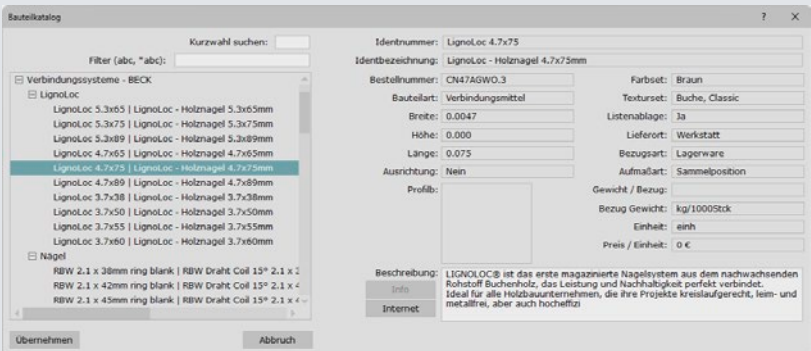 Bauteilkatalog
? ×
Kurzwahl suchen:
Filter (abc, *abc):
Verbindungssysteme - BECK
LignoLoc
LignoLoc 5.3x65 | LignoLoc - Holznagel 5.3x65mm
LignoLoc 5.3x75 | LignoLoc - Holznagel 5.3x75mm
LignoLoc 5.3x89 | LignoLoc - Holznagel 5.3x89mm
LignoLoc 4.7x65 | LignoLoc - Holznagel 4.7x65mm
LignoLoc 4.7x75 | LignoLoc - Holznagel 4.7x75mm
LignoLoc 4.7x89 | LignoLoc - Holznagel 4.7x89mm
LignoLoc 3.7x38 | LignoLoc - Holznagel 3.7x38mm
LignoLoc 3.7x50 | LignoLoc - Holznagel 3.7x50mm
LignoLoc 3.7x55 | LignoLoc - Holznagel 3.7x55mm
LignoLoc 3.7x60 | LignoLoc - Holznagel 3.7x60mm
Nägel
RBW 2.1 x 38mm ring blank | RBW Draht Coil 15° 2.1 x 3
RBW 2.1 x 42mm ring blank | RBW Draht Coil 15° 2.1 x 4
RBW 2.1 x 45mm ring blank | RBW Draht Coil 15° 2.1 x 4
Übernehmen
Abbruch
Identnummer: LignoLoc 4.7x75
Identbezeichnung: LignoLoc - Holznagel 4.7x75mm
Bestellnummer: CN47AGWO.3
Bauteilart: Verbindungsmittel
Breite: 0.0047
Höhe: 0.000
Länge: 0.075
Ausrichtung: Nein
Profilb:
Farbset: Braun
Texturset: Buche, Classic
Listenablage: Ja
Lieferort: Werkstatt
Bezugsart: Lagerware
Aufmaßart: Sammelposition
Gewicht / Bezug:
Bezug Gewicht: kg/1000Stck
Einheit: einh
Preis / Einheit: 0 €
Beschreibung: LIGNOLOC® ist das erste magazinierte Nagelsystem aus dem nachwachsenden
Rohstoff Buchenholz, das Leistung und Nachhaltigkeit perfekt verbindet.
Ideal für alle Holzbauunternehmen, die ihre Projekte kreislaufgerecht, leim- und
metallfrei, aber auch hocheffizi
Info
Internet